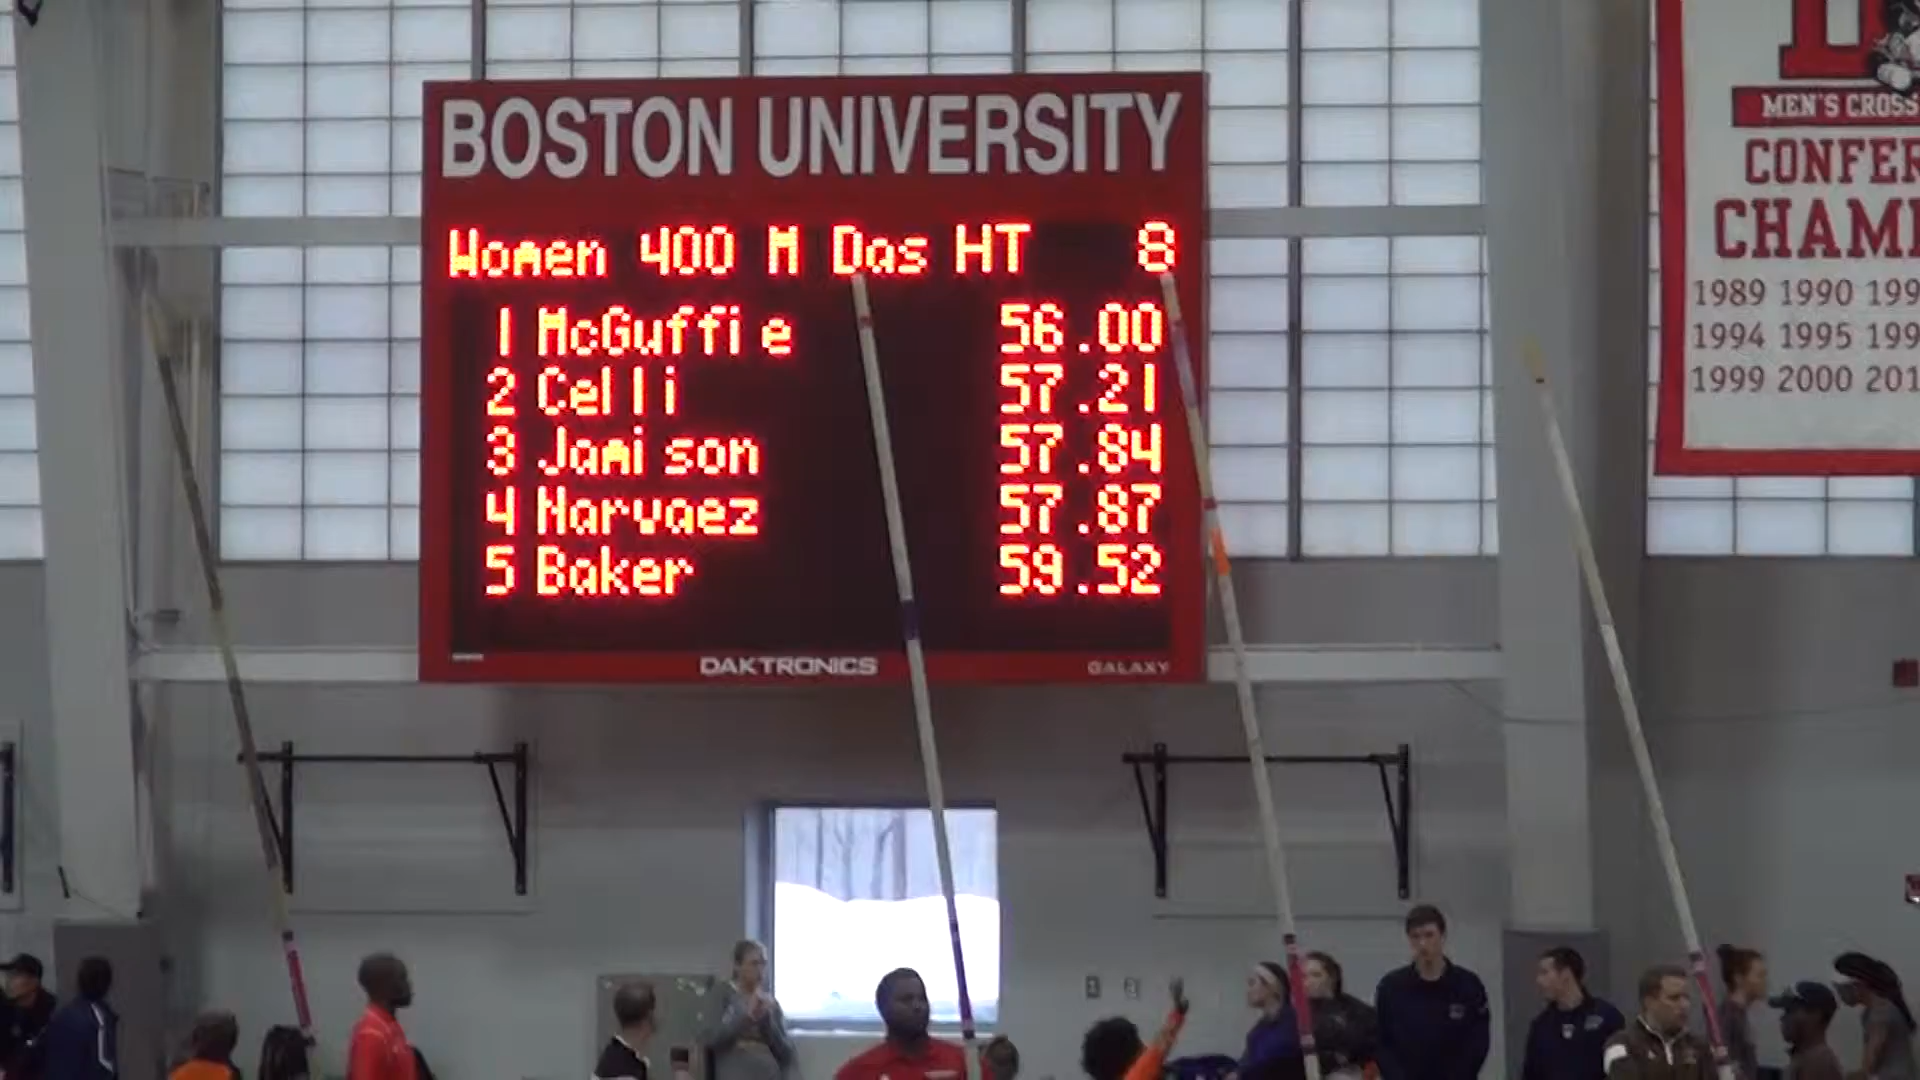 BOSTON UNIVERSITY
Women 400 M Das HT 8
1 McGuffie 56.00
2 Celli 57.21
3 Jamison 57.84
4 Narvaez 57.87
5 Baker 59.52
DAKTRONICS
GALAXY
MEN'S CROSS
CONFER
CHAMP
1989 1990 199
1994 1995 199
1999 2000 201